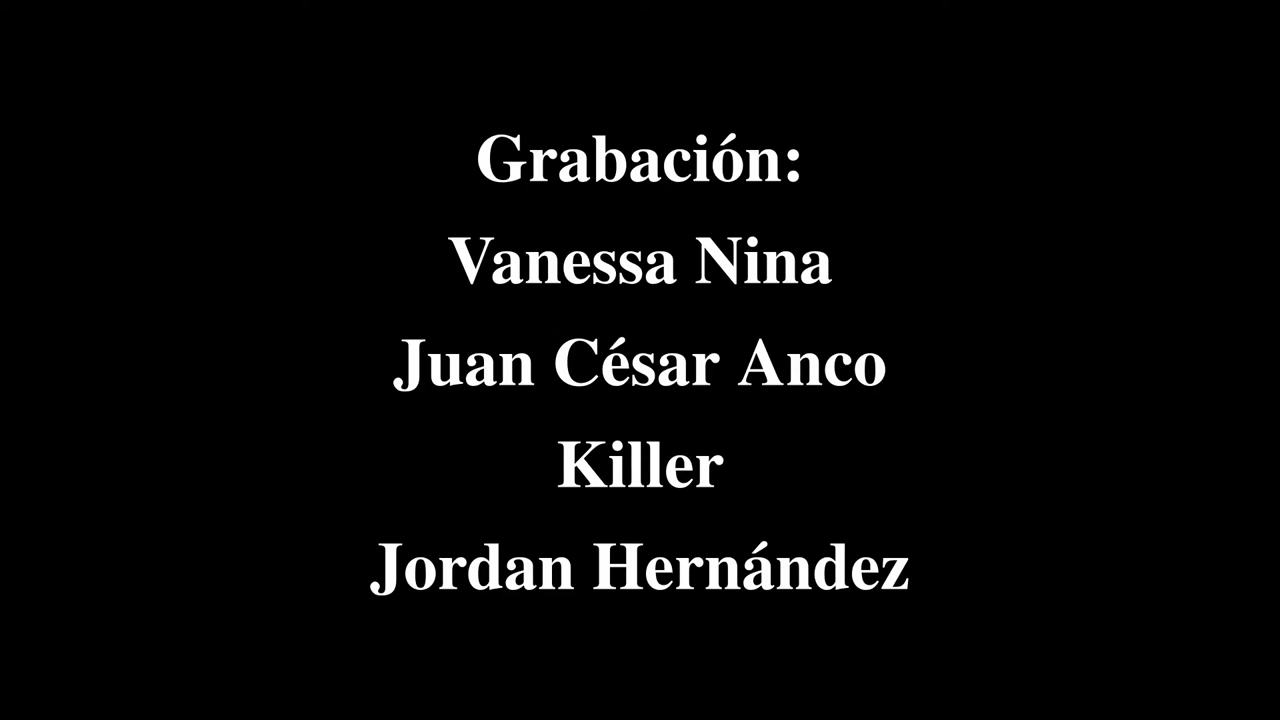 Grabación:
Vanessa Nina
Juan César Anco
Killer
Jordan Hernández